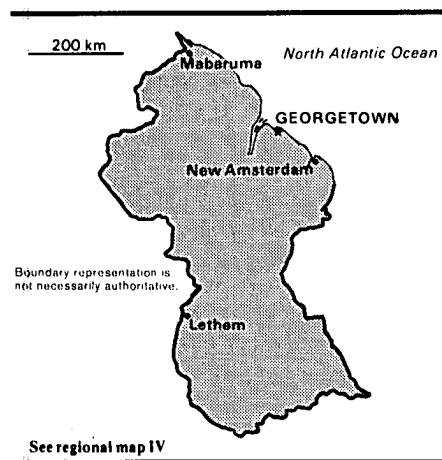 200 km
North Atlantic Ocean
Mabaruma
GEORGETOWN
New Amsterdam
Boundary representation is
not necessarily authoritative.
Lethem
See regional map IV